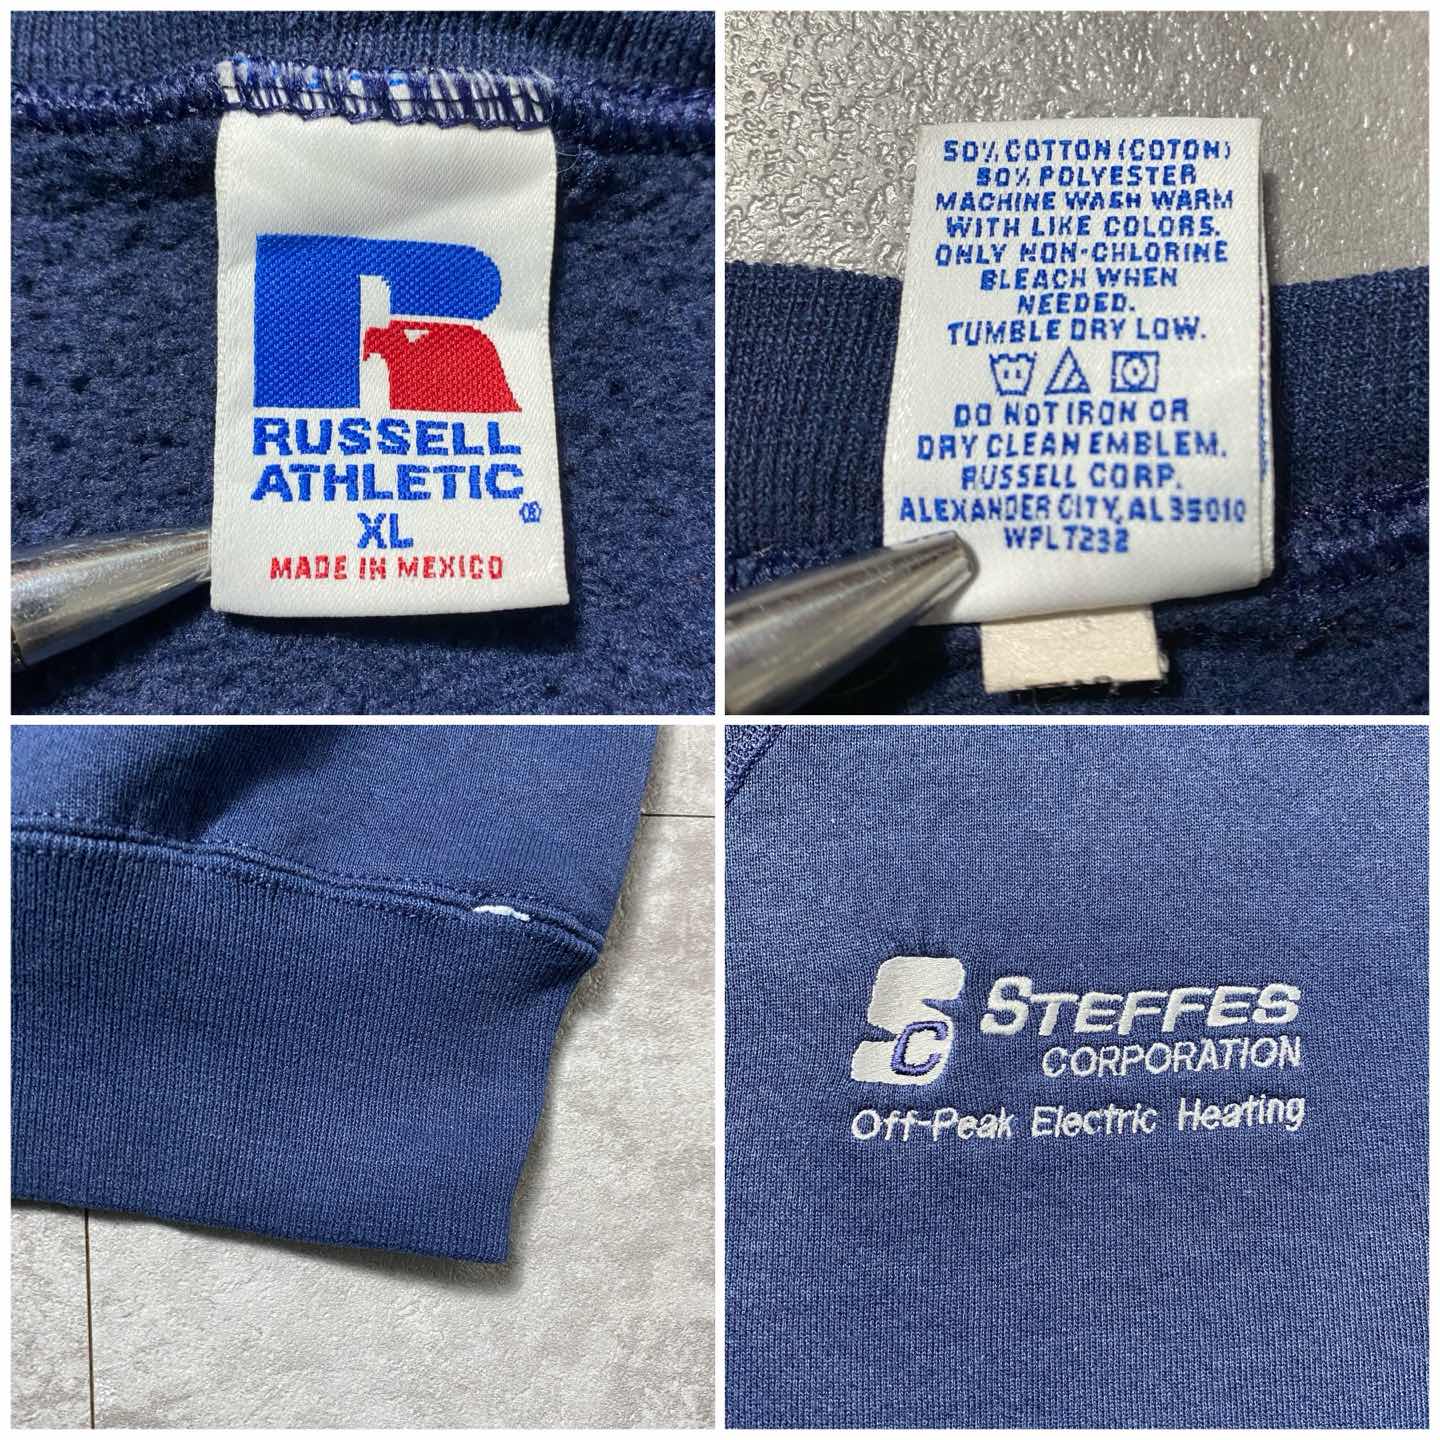 RUSSELL
ATHLETIC®
XL
MADE IN MEXICO
50% COTTON (COTON)
50% POLYESTER
MACHINE WASH WARM
WITH LIKE COLORS.
ONLY NON-CHLORINE
BLEACH WHEN
NEEDED.
TUMBLE DRY LOW.
DO NOT IRON OR
DRY CLEAN EMBLEM.
RUSSELL CORP.
ALEXANDER CITY, AL 35010
WPL7232
SC
STEFFES
CORPORATION
Off-Peak Electric Heating